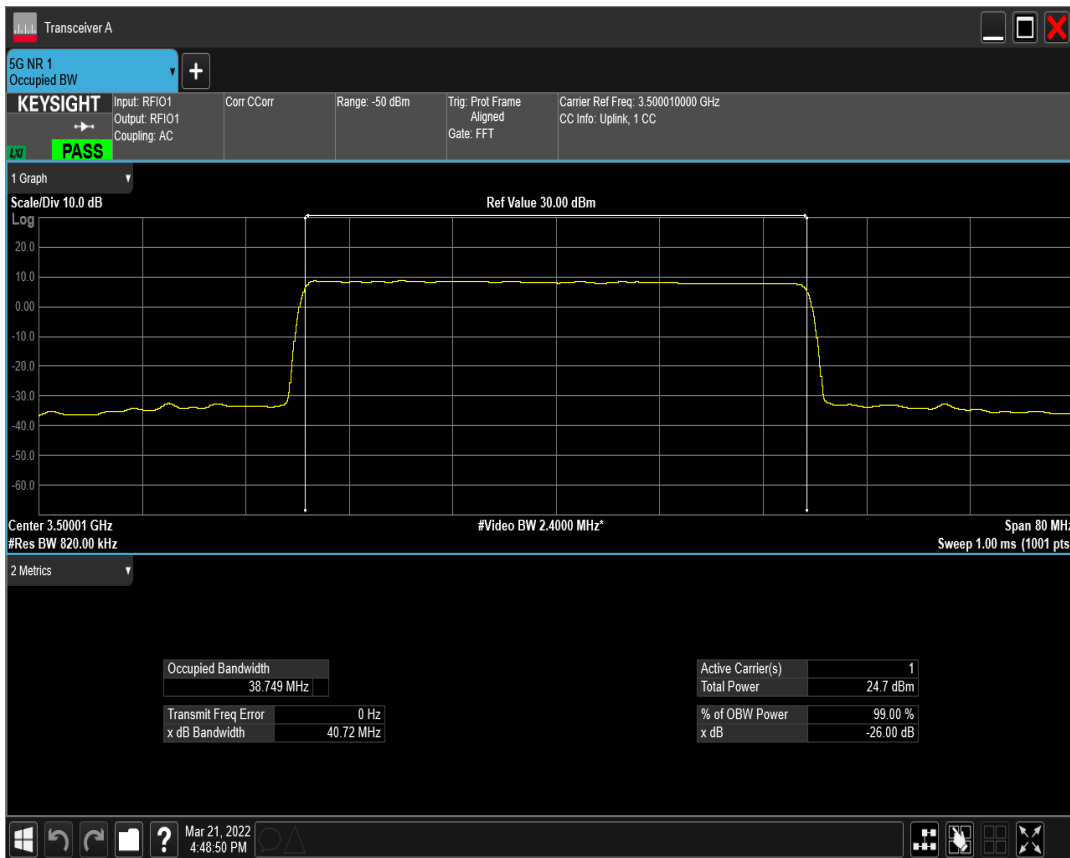 Transceiver A
5G NR 1
Occupied BW
KEYSIGHT
LXI
PASS
Input: RFIO1
Output: RFIO1
Coupling: AC
Corr CCorr
Range: -50 dBm
Trig: Prot Frame
Aligned
Gate: FFT
Carrier Ref Freq: 3.500010000 GHz
CC Info: Uplink, 1 CC
1 Graph
Scale/Div 10.0 dB
Ref Value 30.00 dBm
Log
20.0
10.0
0.00
-10.0
-20.0
-30.0
-40.0
-50.0
-60.0
Center 3.50001 GHz
#Video BW 2.4000 MHz*
Span 80 MHz
#Res BW 820.00 kHz
Sweep 1.00 ms (1001 pts
2 Metrics
Occupied Bandwidth
38.749 MHz
Transmit Freq Error 0 Hz
x dB Bandwidth 40.72 MHz
Active Carrier(s) 1
Total Power 24.7 dBm
% of OBW Power 99.00 %
x dB -26.00 dB
?
Mar 21, 2022
4:48:50 PM